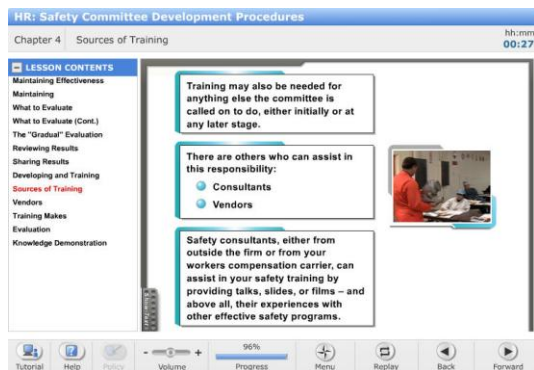 HR: Safety Committee Development Procedures
Chapter 4 Sources of Training
hh:mm
00:27
LESSON CONTENTS
Maintaining Effectiveness
Maintaining
What to Evaluate
What to Evaluate (Cont.)
The "Gradual" Evaluation
Reviewing Results
Sharing Results
Developing and Training
Sources of Training
Vendors
Training Makes
Evaluation
Knowledge Demonstration
Training may also be needed for
anything else the committee is
called on to do, either initially or at
any later stage.
There are others who can assist in
this responsibility:
Consultants
Vendors
Safety consultants, either from
outside the firm or from your
workers compensation carrier, can
assist in your safety training by
providing talks, slides, or films – and
above all, their experiences with
other effective safety programs.
Tutorial
Help
Policy
- +
Volume
96%
Progress
Menu
Replay
Back
Forward